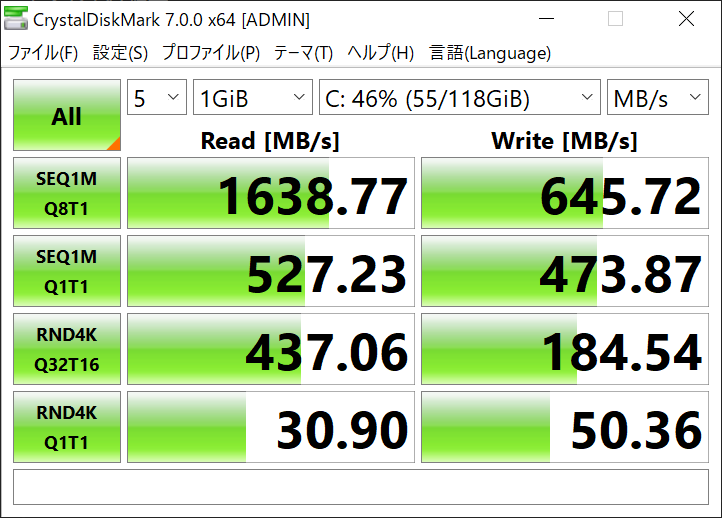 CrystalDiskMark 7.0.0 x64 [ADMIN]
ファイル(F) 設定(S) プロファイル(P) テーマ(T) ヘルプ(H) 言語(Language)
All 5 1GiB C: 46% (55/118GiB) MB/s
Read [MB/s] Write [MB/s]
SEQ1M
Q8T1
1638.77 645.72
SEQ1M
Q1T1
527.23 473.87
RND4K
Q32T16
437.06 184.54
RND4K
Q1T1
30.90 50.36